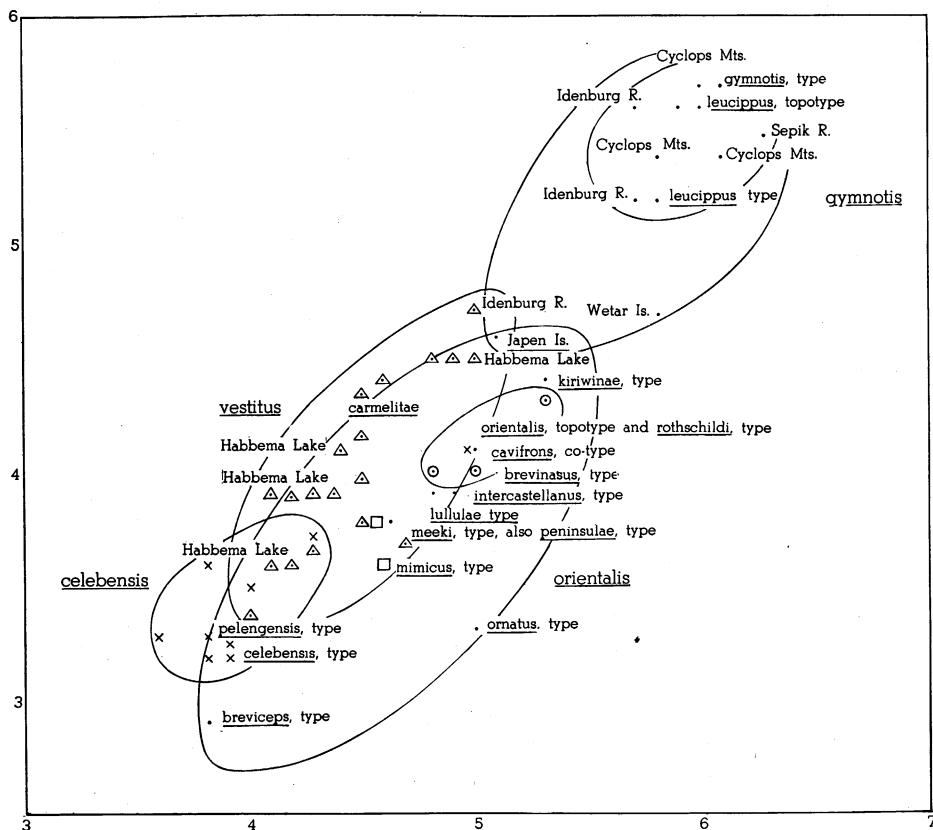 6
Cyclops Mts.
gymnotis, type
Idenburg R.
leucippus, topotype
Sepik R.
Cyclops Mts.
Cyclops Mts.
Idenburg R.
leucippus type
gymnotis
5
Idenburg R.
Wetar Is.
Japen Is.
Habbema Lake
kiriwinae, type
vestitus
carmelitae
orientalis, topotype and rothschildi, type
Habbema Lake
cavifrons, co-type
4
Habbema Lake
brevinasus, type
intercastellanus, type
lullulae type
meeki, type, also peninsulae, type
Habbema Lake
mimicus, type
celebensis
orientalis
pelengensis, type
ornatus. type
celebensis, type
3
breviceps, type
3
4
5
6
7